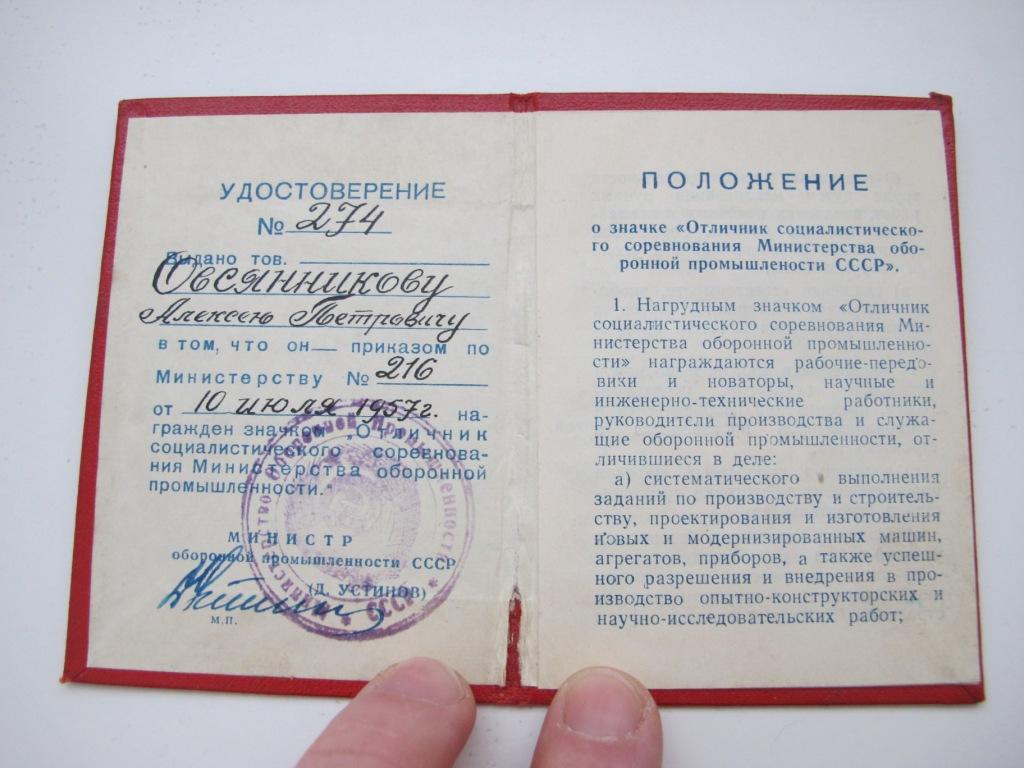 УДОСТОВЕРЕНИЕ
№ 274
Выдано тов.
Овсянникову
Алексею Петровичу
в том, что он — приказом по
Министерству № 216
от 10 июля 1957г. на-
гражден значком „Отличник
социалистического соревнова-
ния Министерства оборонной
промышленности."
МИНИСТР
оборонной промышленности СССР
(Д. УСТИНОВ)
М.П.
Министерство Оборонной Промышленности
* СССР *
ПОЛОЖЕНИЕ
о значке «Отличник социалистическо-
го соревнования Министерства обо-
ронной промышлености СССР».
1. Нагрудным значком «Отличник
социалистического соревнования Ми-
нистерства оборонной промышленно-
сти» награждаются рабочие-передо-
вики и новаторы, научные и
инженерно-технические работники,
руководители производства и служа-
щие оборонной промышленности, от-
личившиеся в деле:
а) систематического выполнения
заданий по производству и строитель-
ству, проектирования и изготовления
новых и модернизированных машин,
агрегатов, приборов, а также успеш-
ного разрешения и внедрения в про-
изводство опытно-конструкторских и
научно-исследовательских работ;